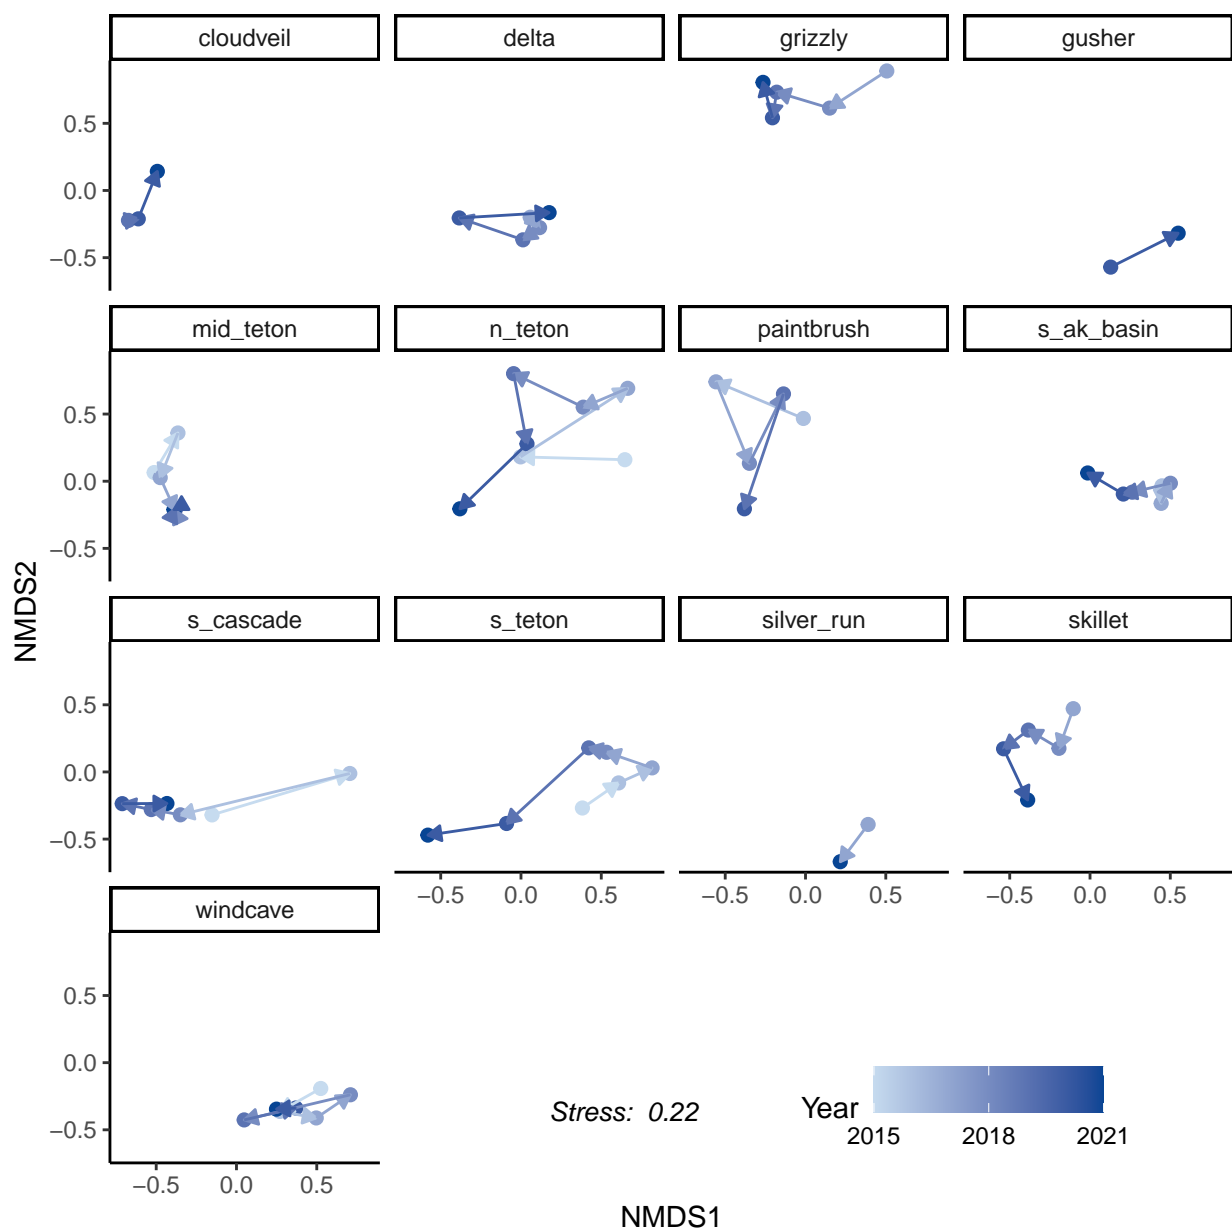 cloudveil
delta
grizzly
gusher
0.5
0.0
−0.5
mid_teton
n_teton
paintbrush
s_ak_basin
0.5
0.0
−0.5
NMDS2
s_cascade
s_teton
silver_run
skillet
0.5
0.0
−0.5
−0.5 0.0 0.5
−0.5 0.0 0.5
−0.5 0.0 0.5
windcave
0.5
0.0
−0.5
−0.5 0.0 0.5
Stress: 0.22
Year
2015 2018 2021
NMDS1